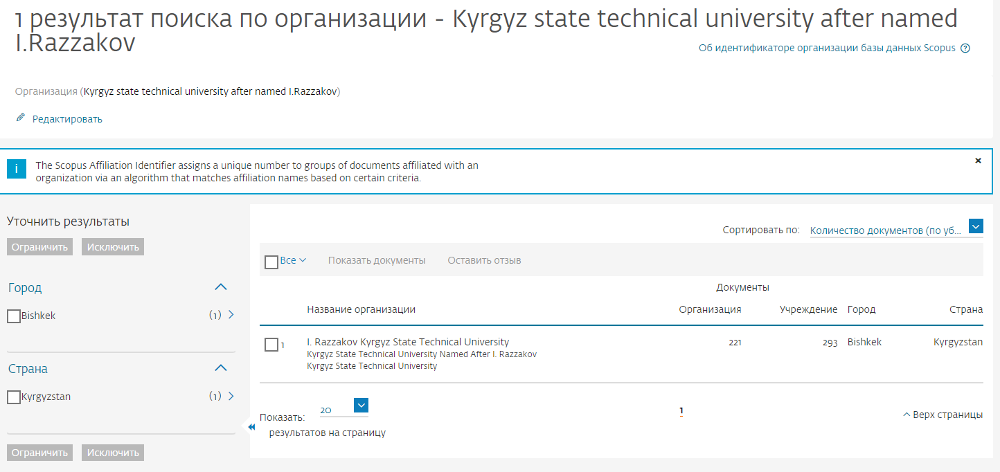 1 результат поиска по организации - Kyrgyz state technical university after named
I.Razzakov
Об идентификаторе организации базы данных Scopus ?
Организация (Kyrgyz state technical university after named I.Razzakov)
Редактировать
i
The Scopus Affiliation Identifier assigns a unique number to groups of documents affiliated with an
organization via an algorithm that matches affiliation names based on certain criteria.
Уточнить результаты
Ограничить Исключить
Город
Bishkek (1)
Страна
Kyrgyzstan (1)
Ограничить Исключить
Сортировать по: Количество документов (по уб...
Все Показать документы Оставить отзыв
Документы
Название организации Организация Учреждение Город Страна
1 I. Razzakov Kyrgyz State Technical University 221 293 Bishkek Kyrgyzstan
Kyrgyz State Technical University Named After I. Razzakov
Kyrgyz State Technical University
Показать: 20 1 Верх страницы
результатов на страницу